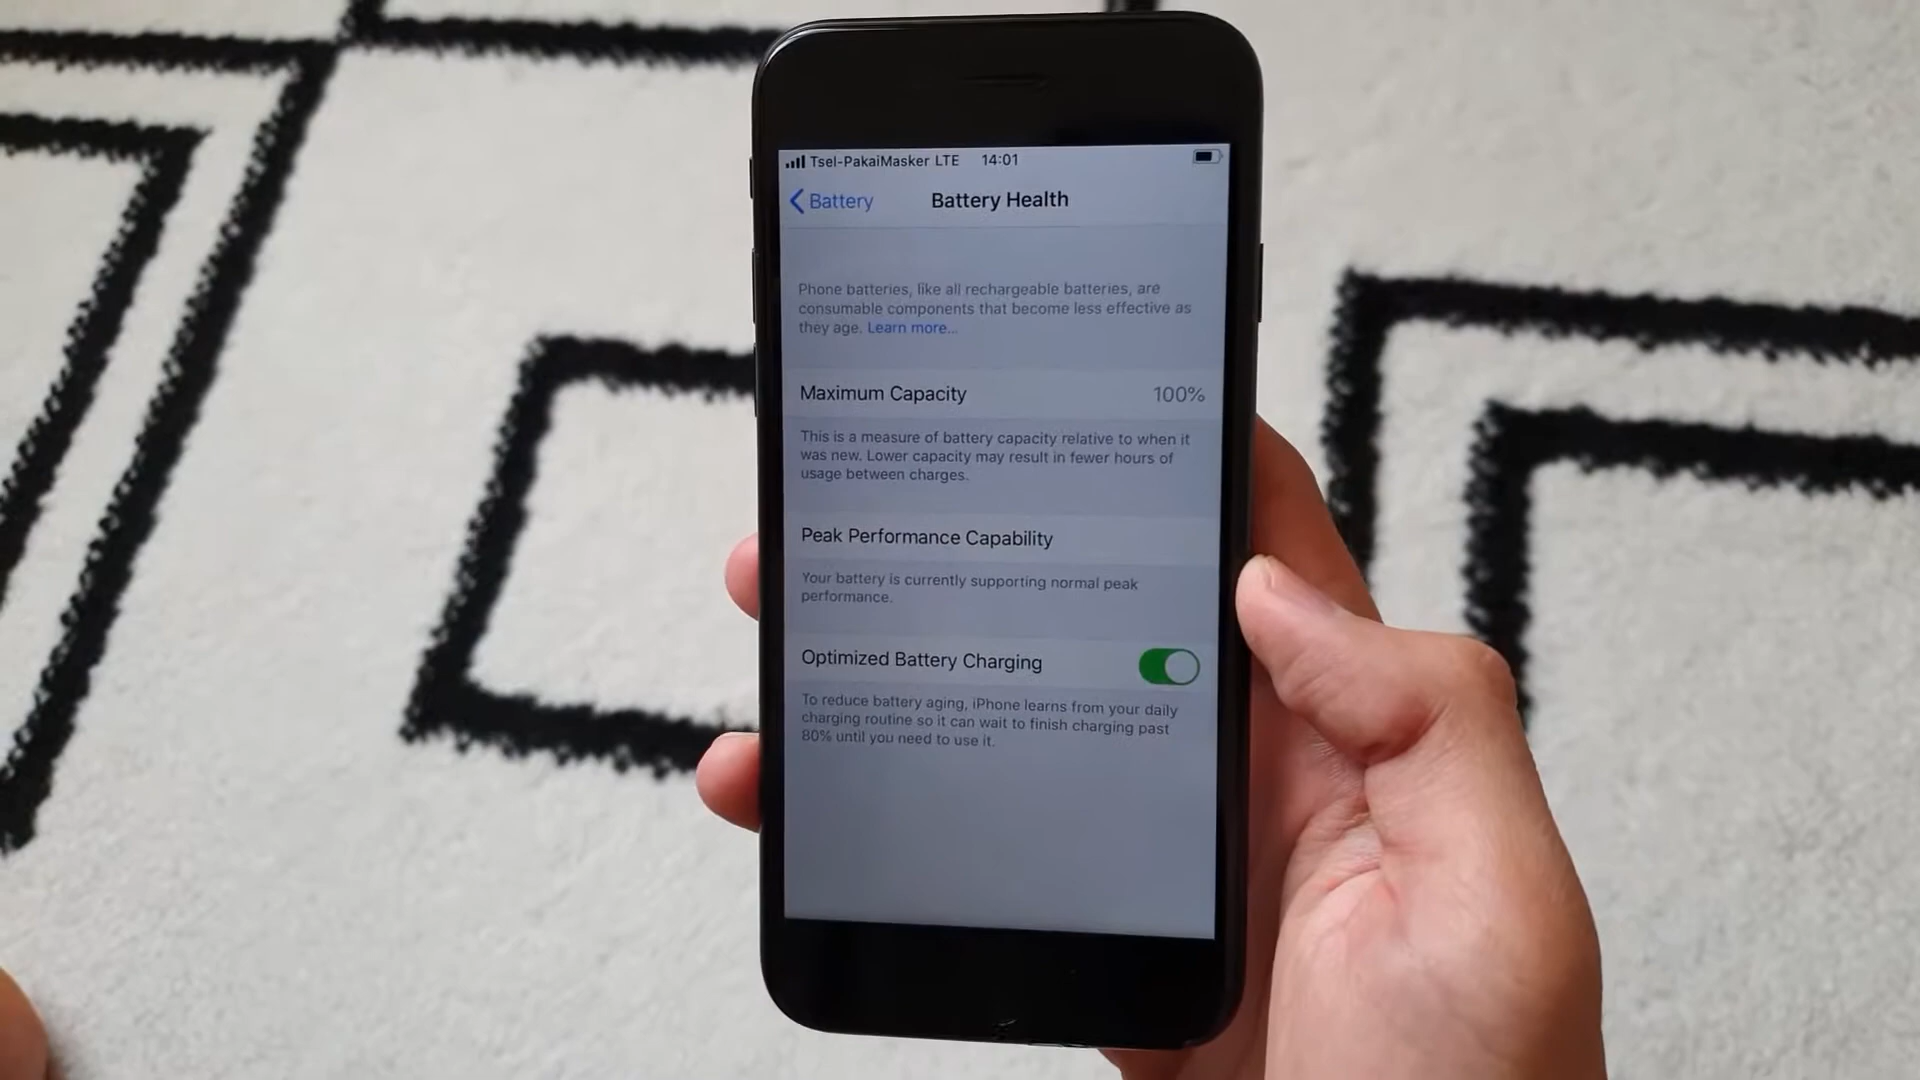 Tsel-PakaiMasker LTE 14:01
Battery
Battery Health
Phone batteries, like all rechargeable batteries, are
consumable components that become less effective as
they age. Learn more...
Maximum Capacity 100%
This is a measure of battery capacity relative to when it
was new. Lower capacity may result in fewer hours of
usage between charges.
Peak Performance Capability
Your battery is currently supporting normal peak
performance.
Optimized Battery Charging
To reduce battery aging, iPhone learns from your daily
charging routine so it can wait to finish charging past
80% until you need to use it.